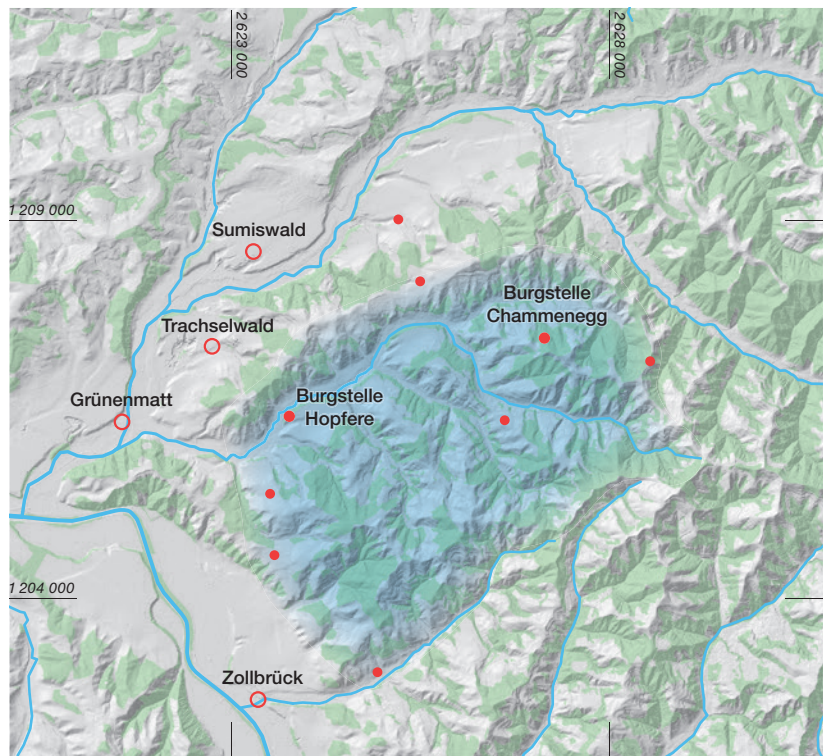 2 623 000
2 628 000
1 209 000
Sumiswald
Burgstelle
Chammenegg
Trachselwald
Grünenmatt
Burgstelle
Hopfere
1 204 000
Zollbrück